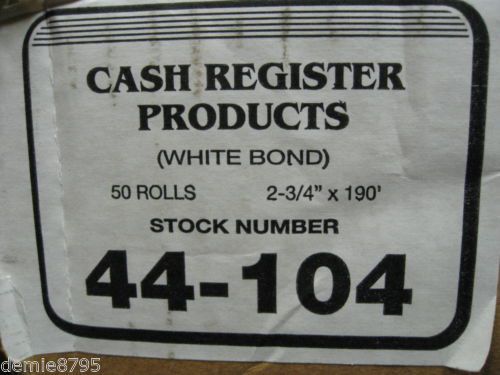 CASH REGISTER
PRODUCTS
(WHITE BOND)
50 ROLLS 2-3/4" x 190'
STOCK NUMBER
44-104
demie8795